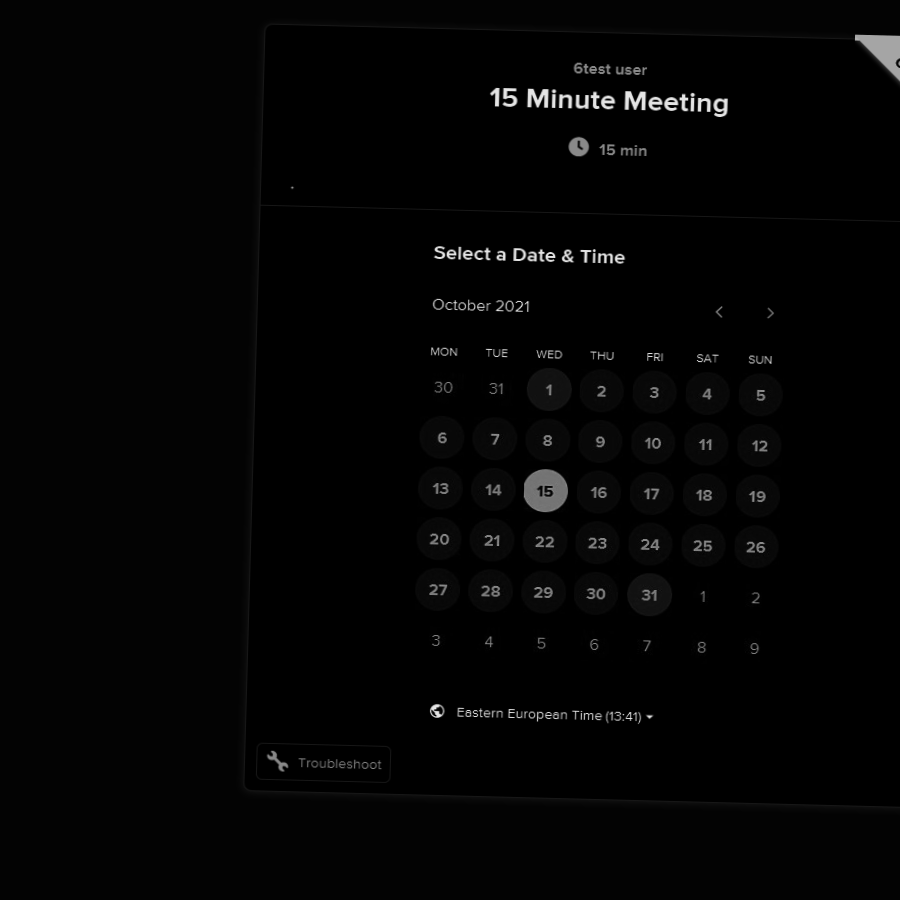 6test user
15 Minute Meeting
15 min
Select a Date & Time
October 2021
MON TUE WED THU FRI SAT SUN
30 31 1 2 3 4 5
6 7 8 9 10 11 12
13 14 15 16 17 18 19
20 21 22 23 24 25 26
27 28 29 30 31 1 2
3 4 5 6 7 8 9
Eastern European Time (13:41)
Troubleshoot